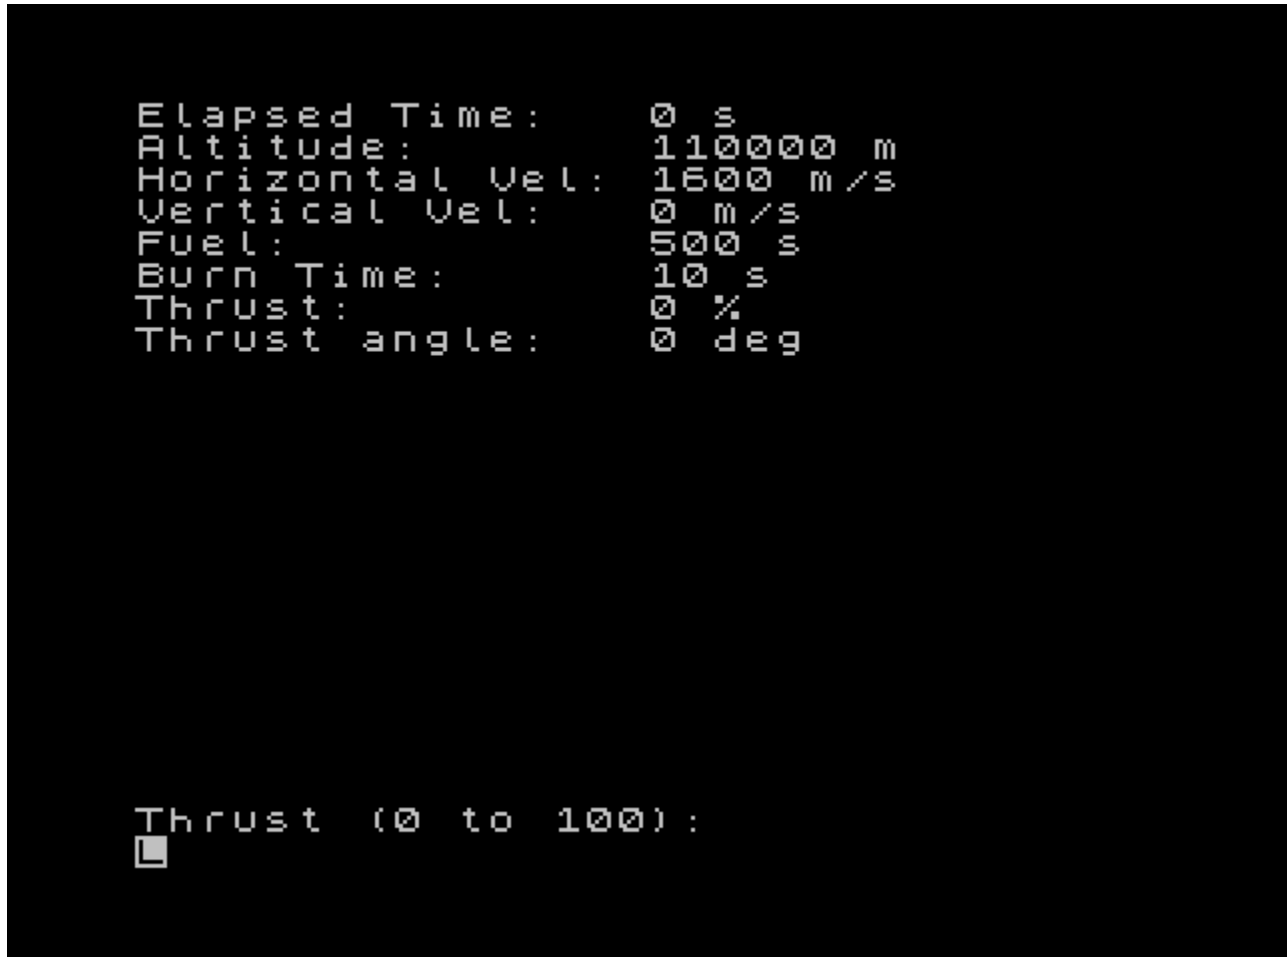 Elapsed Time: 0 s
Altitude: 110000 m
Horizontal Vel: 1600 m/s
Vertical Vel: 0 m/s
Fuel: 500 s
Burn Time: 10 s
Thrust: 0 %
Thrust angle: 0 deg
Thrust (0 to 100):
L